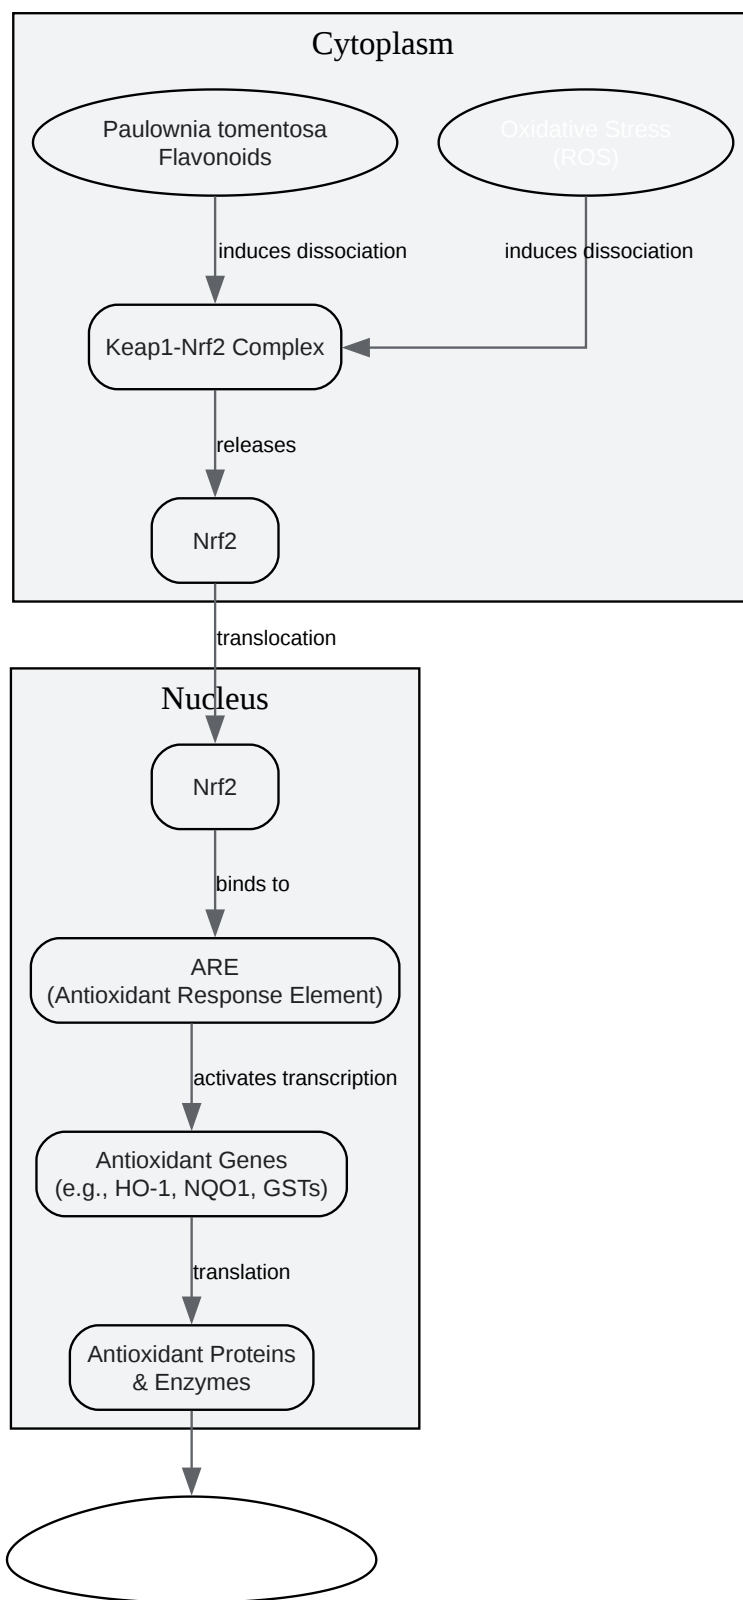 Cytoplasm
Paulownia tomentosa
Flavonoids
Oxidative Stress
(ROS)
induces dissociation
induces dissociation
Keap1-Nrf2 Complex
releases
Nrf2
translocation
Nucleus
Nrf2
binds to
ARE
(Antioxidant Response Element)
activates transcription
Antioxidant Genes
(e.g., HO-1, NQO1, GSTs)
translation
Antioxidant Proteins
& Enzymes